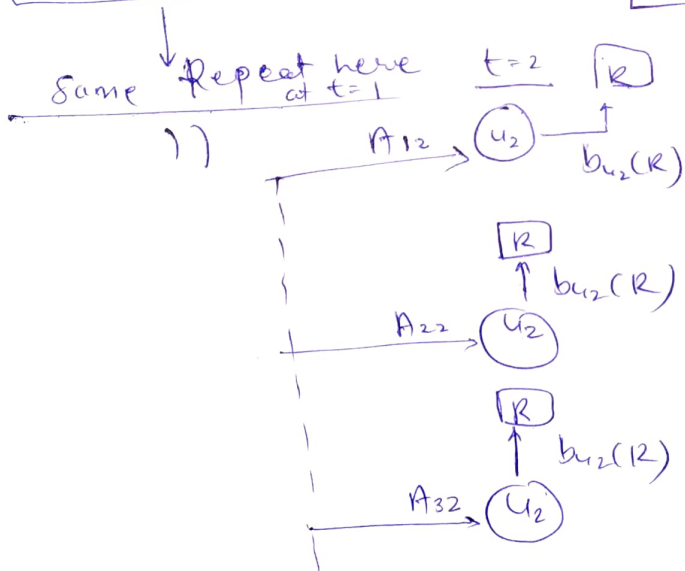 Same Repeat here
at t=1
t=2
R
))
A12
u2
bu2(R)
R
bu2(R)
A22
u2
R
bu2(R)
A32
u2